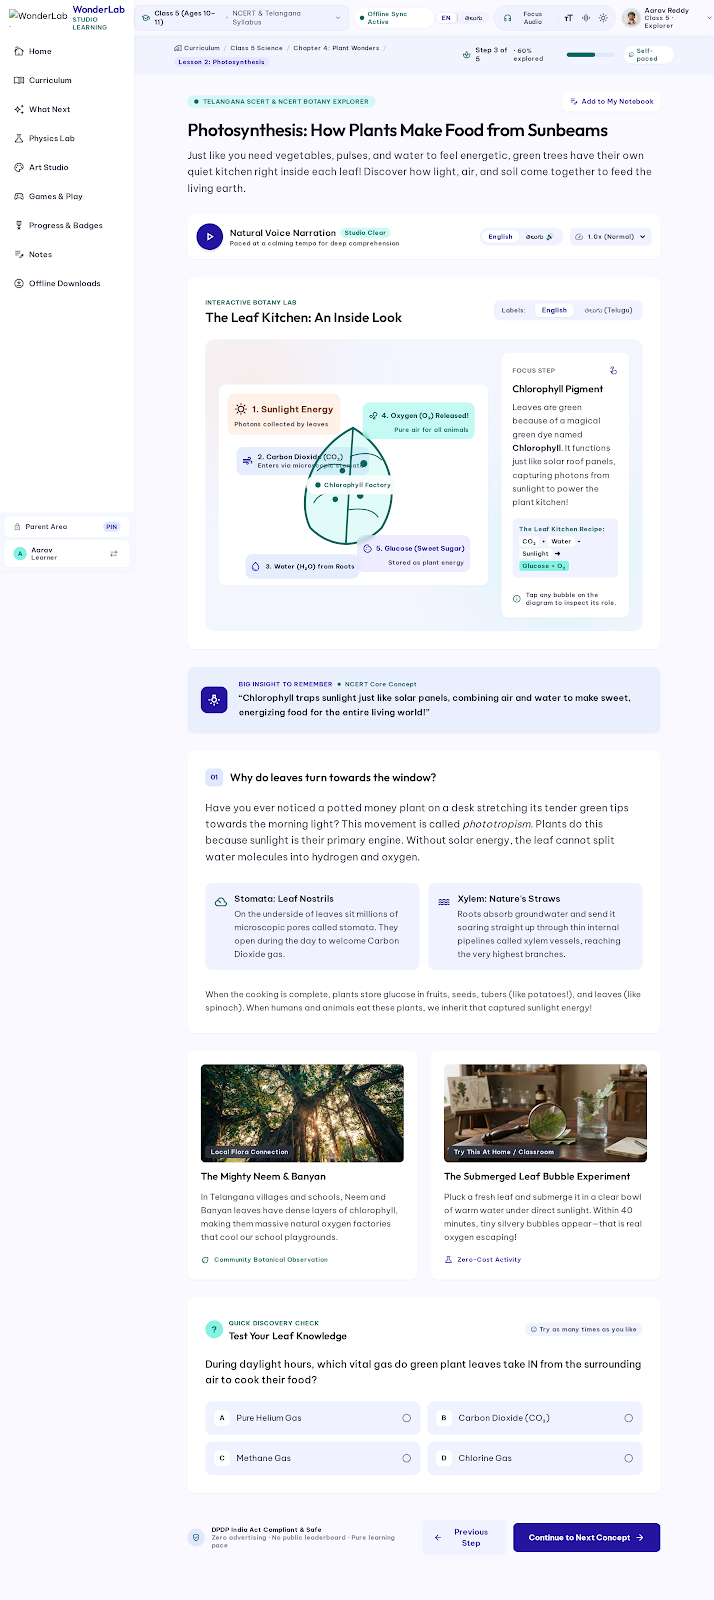 WonderLab
WonderLab
STUDIO
LEARNING
Home
Curriculum
What Next
Physics Lab
Art Studio
Games & Play
Progress & Badges
Notes
Offline Downloads
Parent Area
PIN
Aarav
Learner
Class 5 (Ages 10–
11)
• NCERT & Telangana
Syllabus
Offline Sync
Active
EN
తెలుగు
Focus
Audio
Aarav Reddy
Class 5 ·
Explorer
Curriculum / Class 5 Science / Chapter 4: Plant Wonders /
Lesson 2: Photosynthesis
Step 3 of
5
· 60%
explored
Self-
paced
TELANGANA SCERT & NCERT BOTANY EXPLORER
Add to My Notebook
Photosynthesis: How Plants Make Food from Sunbeams
Just like you need vegetables, pulses, and water to feel energetic, green trees have their own
quiet kitchen right inside each leaf! Discover how light, air, and soil come together to feed the
living earth.
Natural Voice Narration
Studio Clear
Paced at a calming tempo for deep comprehension
English
తెలుగు 🔊
1.0x (Normal)
INTERACTIVE BOTANY LAB
The Leaf Kitchen: An Inside Look
Labels:
English
తెలుగు (Telugu)
1. Sunlight Energy
Photons collected by leaves
4. Oxygen (O₂) Released!
Pure air for all animals
2. Carbon Dioxide (CO₂)
Enters via microscopic stomata
Chlorophyll Factory
5. Glucose (Sweet Sugar)
Stored as plant energy
3. Water (H₂O) from Roots
FOCUS STEP
Chlorophyll Pigment
Leaves are green
because of a magical
green dye named
Chlorophyll. It functions
just like solar roof panels,
capturing photons from
sunlight to power the
plant kitchen!
The Leaf Kitchen Recipe:
CO₂ + Water +
Sunlight →
Glucose + O₂
Tap any bubble on the
diagram to inspect its role.
BIG INSIGHT TO REMEMBER • NCERT Core Concept
“Chlorophyll traps sunlight just like solar panels, combining air and water to make sweet,
energizing food for the entire living world!”
01
Why do leaves turn towards the window?
Have you ever noticed a potted money plant on a desk stretching its tender green tips
towards the morning light? This movement is called phototropism. Plants do this
because sunlight is their primary engine. Without solar energy, the leaf cannot split
water molecules into hydrogen and oxygen.
Stomata: Leaf Nostrils
On the underside of leaves sit millions of
microscopic pores called stomata. They
open during the day to welcome Carbon
Dioxide gas.
Xylem: Nature's Straws
Roots absorb groundwater and send it
soaring straight up through thin internal
pipelines called xylem vessels, reaching
the very highest branches.
When the cooking is complete, plants store glucose in fruits, seeds, tubers (like potatoes!), and leaves (like
spinach). When humans and animals eat these plants, we inherit that captured sunlight energy!
Local Flora Connection
The Mighty Neem & Banyan
In Telangana villages and schools, Neem and
Banyan leaves have dense layers of chlorophyll,
making them massive natural oxygen factories
that cool our school playgrounds.
Community Botanical Observation
Try This At Home / Classroom
The Submerged Leaf Bubble Experiment
Pluck a fresh leaf and submerge it in a clear bowl
of warm water under direct sunlight. Within 40
minutes, tiny silvery bubbles appear—that is real
oxygen escaping!
Zero-Cost Activity
?
QUICK DISCOVERY CHECK
Test Your Leaf Knowledge
Try as many times as you like
During daylight hours, which vital gas do green plant leaves take IN from the surrounding
air to cook their food?
A Pure Helium Gas
B Carbon Dioxide (CO₂)
C Methane Gas
D Chlorine Gas
DPDP India Act Compliant & Safe
Zero advertising · No public leaderboard · Pure learning
pace
← Previous
Step
Continue to Next Concept →